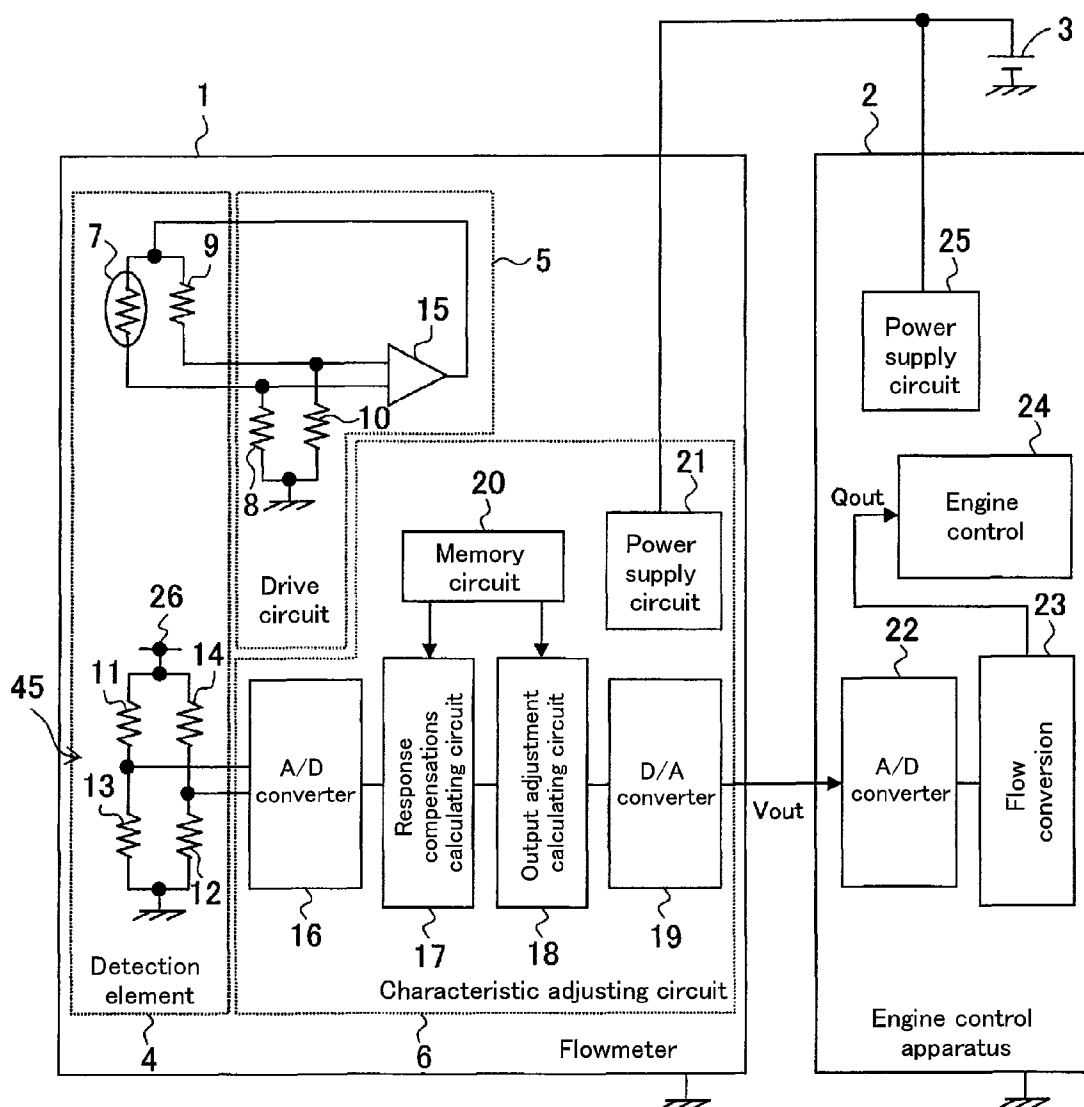 3
1
2
7
9
5
15
25
Power
supply
circuit
10
8
24
21
20
Qout
Engine
control
Memory
circuit
Power
supply
circuit
Drive
circuit
26
23
22
11
14
45
A/D
converter
Response
compensations
calculating circuit
Output adjustment
calculating circuit
D/A
converter
A/D
converter
Flow
conversion
13
Vout
12
16
17
18
19
Detection
element
Characteristic adjusting circuit
4
6
Flowmeter
Engine control
apparatus